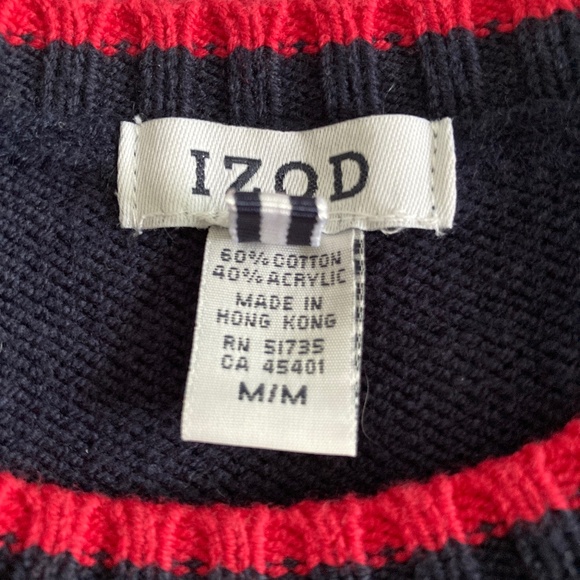 IZOD
60% COTTON
40% ACRYLIC
MADE IN
HONG KONG
RN 51735
CA 45401
M/M